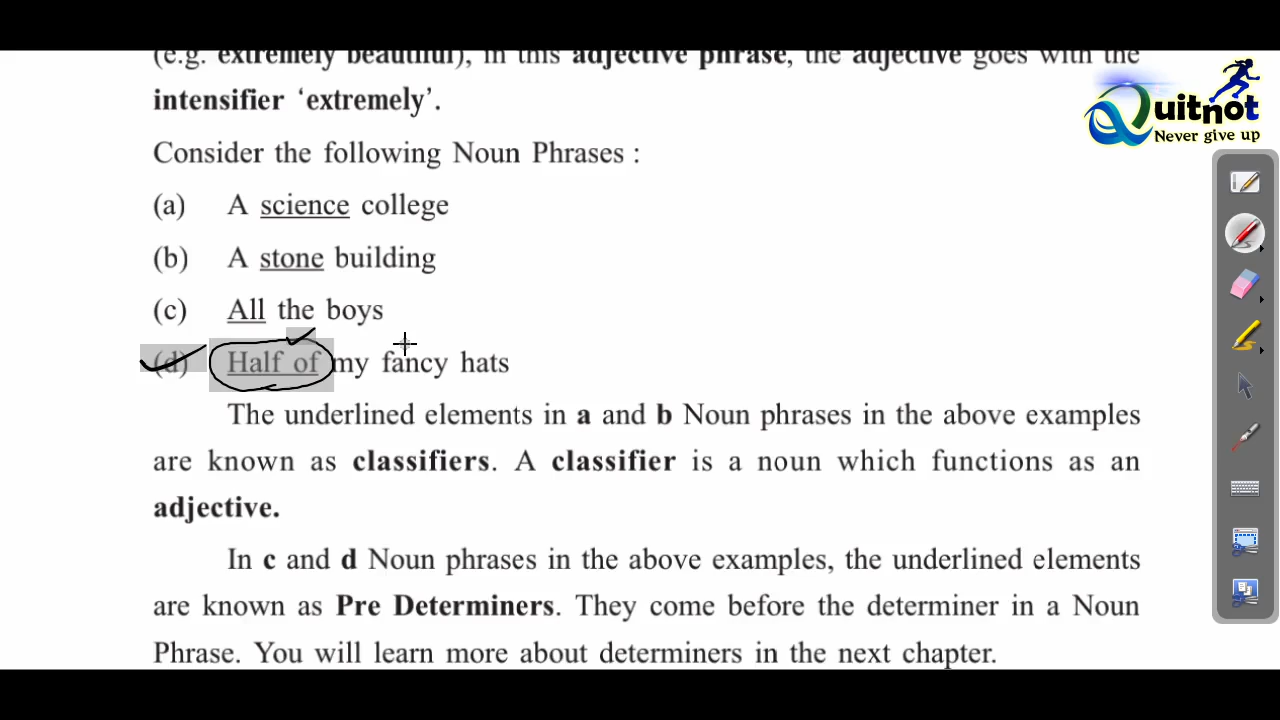 (e.g. extremely beautiful), in this adjective phrase, the adjective goes with the
intensifier ‘extremely’.
Consider the following Noun Phrases :
(a) A science college
(b) A stone building
(c) All the boys
(d) Half of my fancy hats
The underlined elements in a and b Noun phrases in the above examples
are known as classifiers. A classifier is a noun which functions as an
adjective.
In c and d Noun phrases in the above examples, the underlined elements
are known as Pre Determiners. They come before the determiner in a Noun
Phrase. You will learn more about determiners in the next chapter.
Quitnot
Never give up